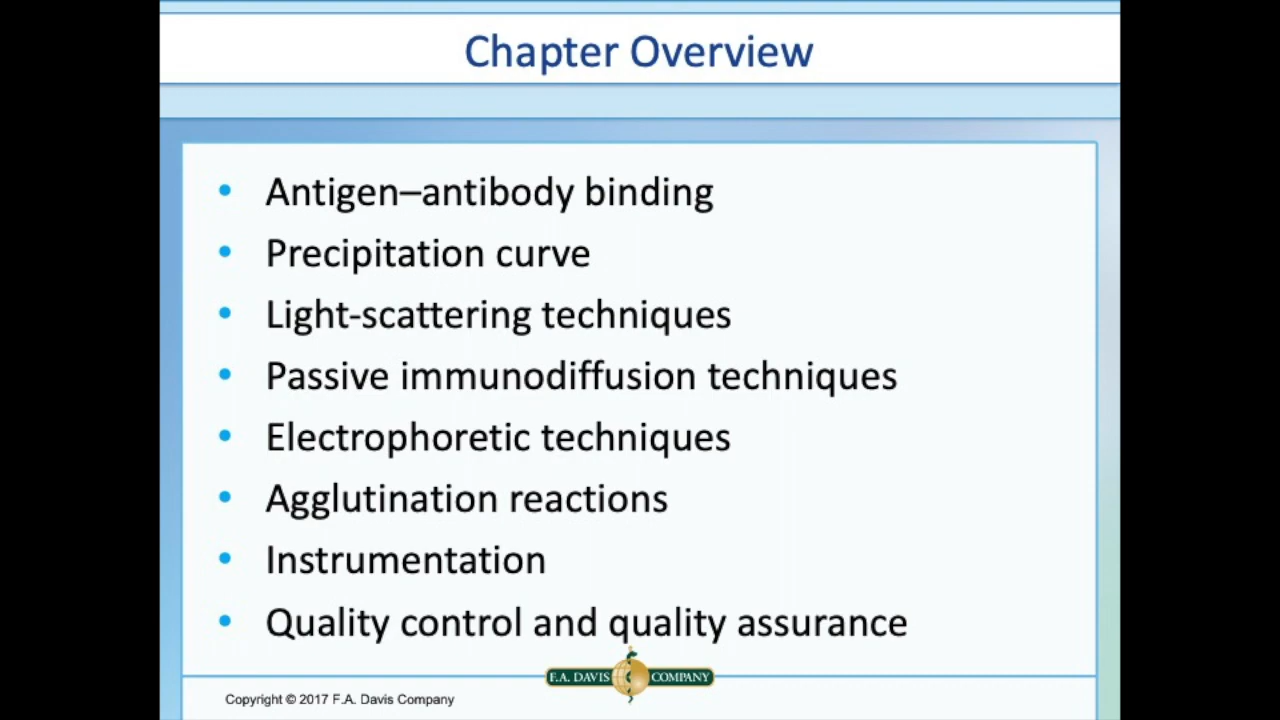 Chapter Overview
• Antigen–antibody binding
• Precipitation curve
• Light-scattering techniques
• Passive immunodiffusion techniques
• Electrophoretic techniques
• Agglutination reactions
• Instrumentation
• Quality control and quality assurance
F.A. DAVIS COMPANY
Copyright © 2017 F.A. Davis Company